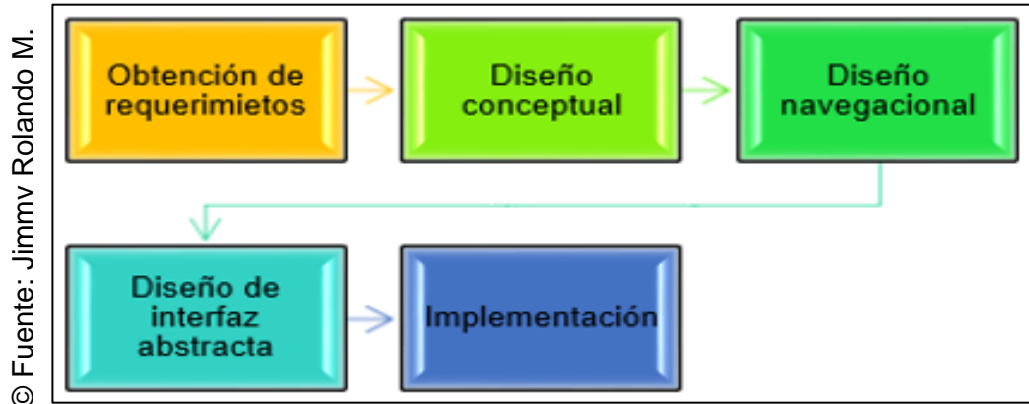 © Fuente: Jimmy Rolando M.
Obtención de
requerimietos
Diseño
conceptual
Diseño
navegacional
Diseño de
interfaz
abstracta
Implementación